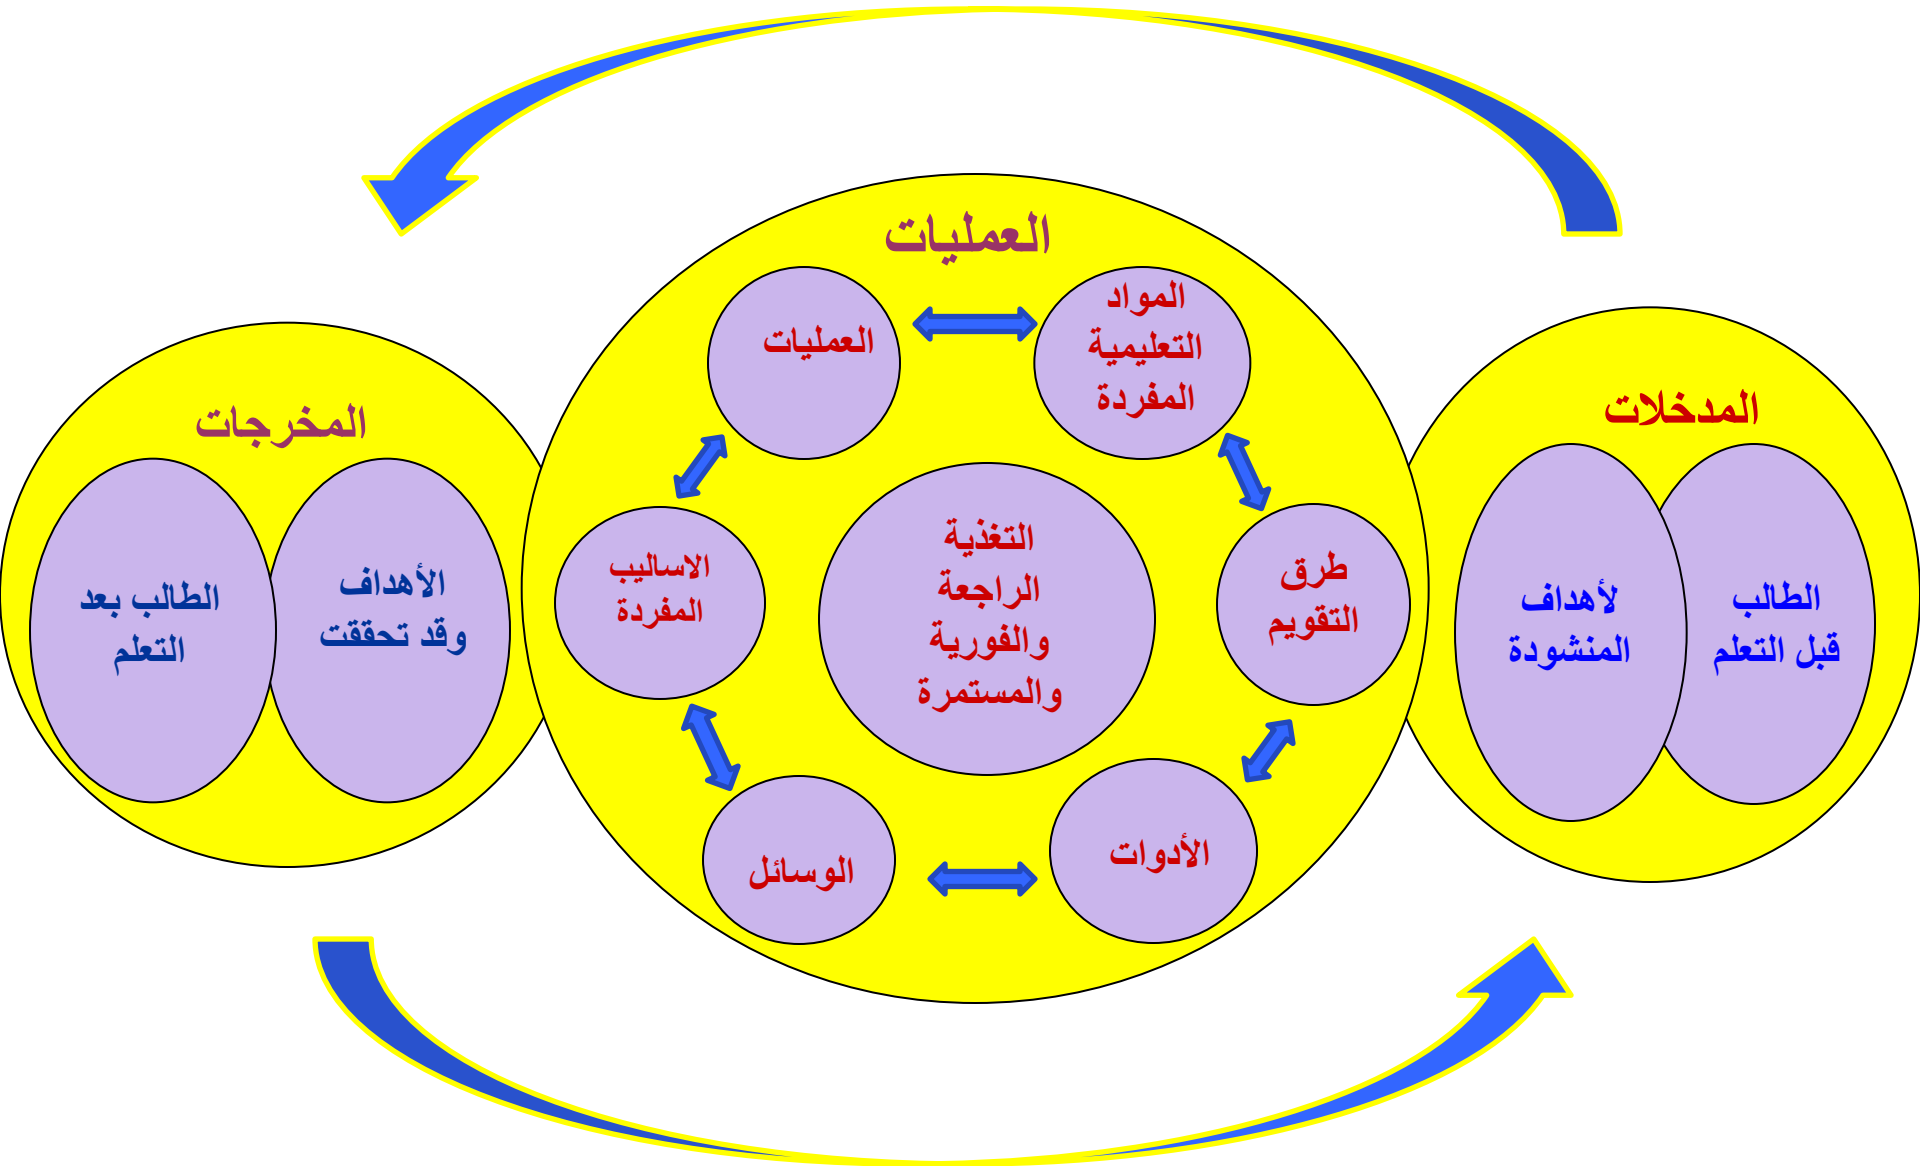 العمليات
المدخلات
الطالب
قبل التعلم
لأهداف
المنشودة
المواد
التعليمية
المفردة
العمليات
طرق
التقويم
التغذية
الراجعة
والفورية
والمستمرة
الاساليب
المفردة
الأدوات
الوسائل
المخرجات
الأهداف
وقد تحققت
الطالب بعد
التعلم